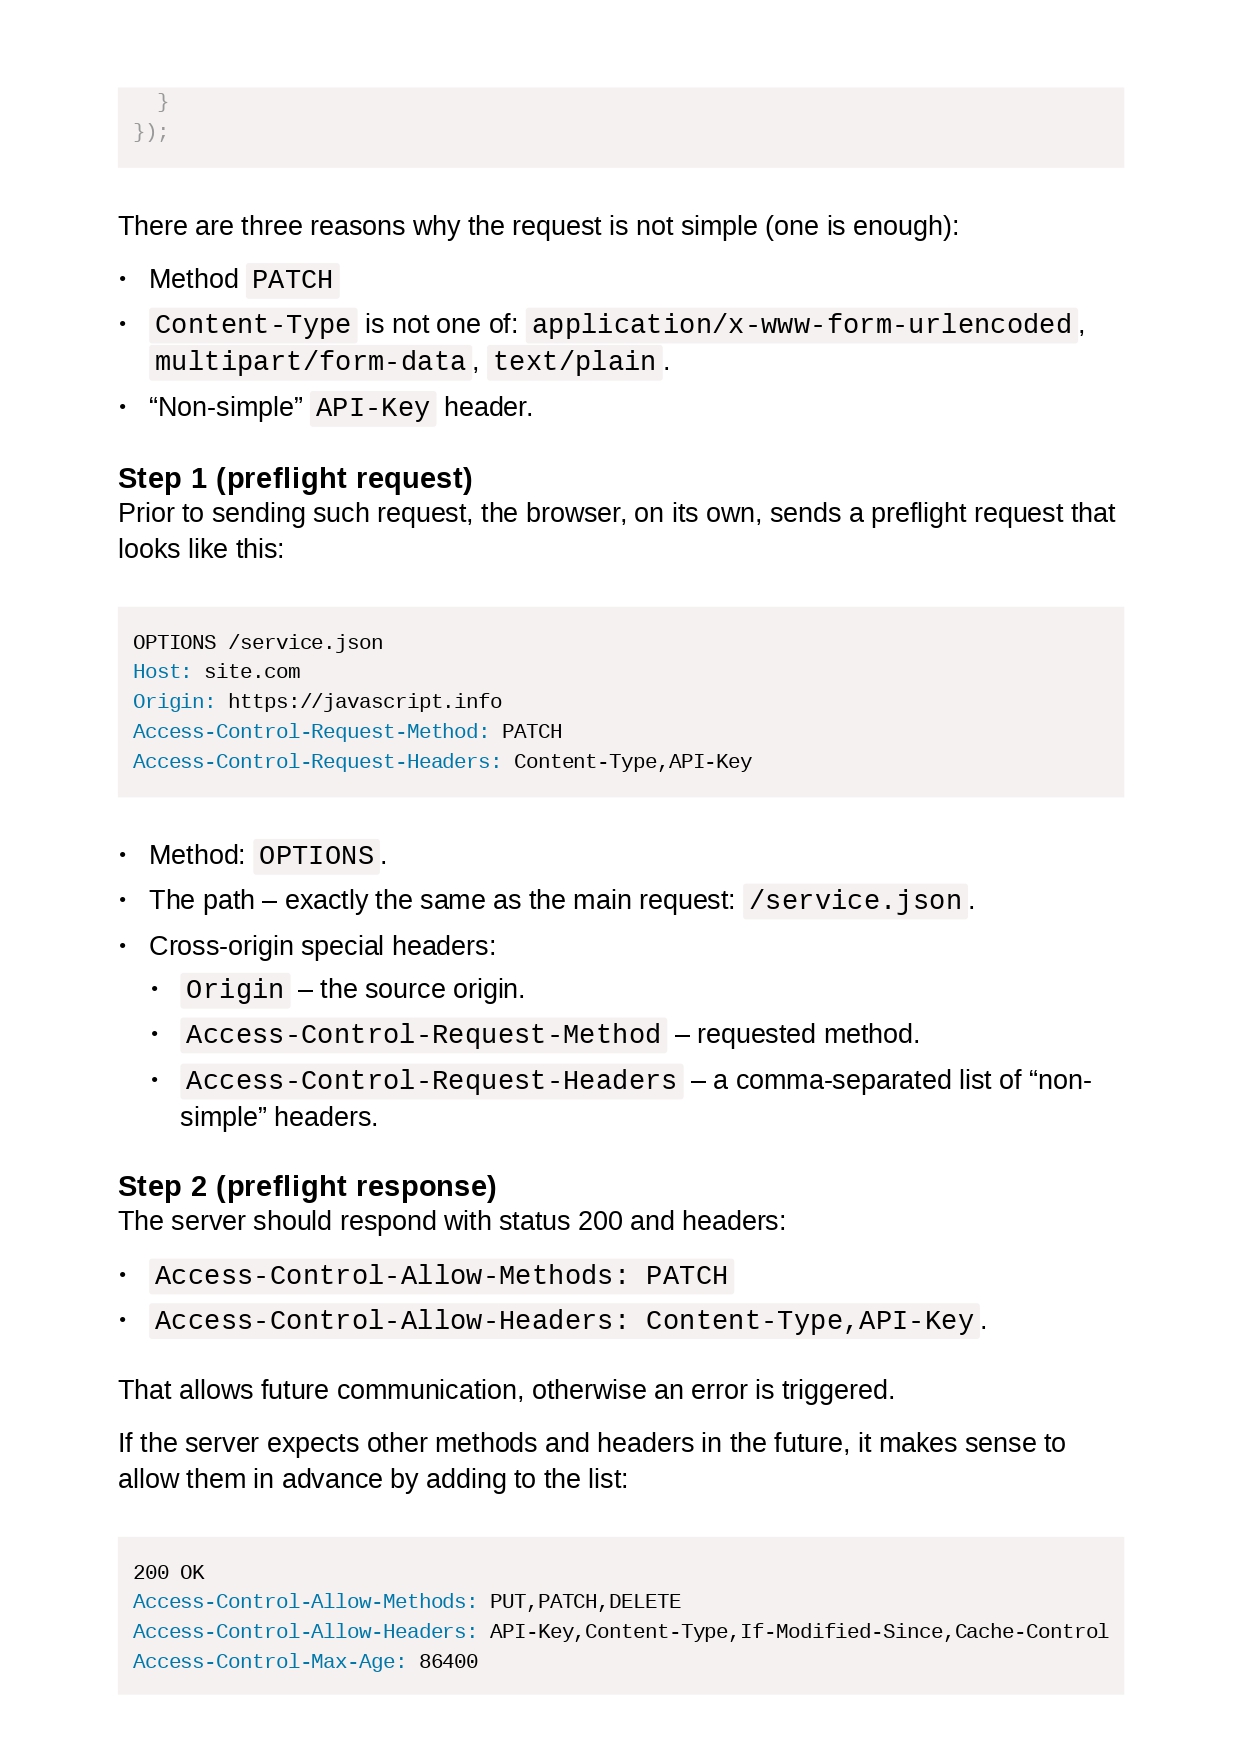 }
});
There are three reasons why the request is not simple (one is enough):
• Method PATCH
• Content-Type is not one of: application/x-www-form-urlencoded,
multipart/form-data, text/plain.
• “Non-simple” API-Key header.
Step 1 (preflight request)
Prior to sending such request, the browser, on its own, sends a preflight request that
looks like this:
OPTIONS /service.json
Host: site.com
Origin: https://javascript.info
Access-Control-Request-Method: PATCH
Access-Control-Request-Headers: Content-Type,API-Key
• Method: OPTIONS.
• The path – exactly the same as the main request: /service.json.
• Cross-origin special headers:
• Origin – the source origin.
• Access-Control-Request-Method – requested method.
• Access-Control-Request-Headers – a comma-separated list of “non-
simple” headers.
Step 2 (preflight response)
The server should respond with status 200 and headers:
• Access-Control-Allow-Methods: PATCH
• Access-Control-Allow-Headers: Content-Type,API-Key.
That allows future communication, otherwise an error is triggered.
If the server expects other methods and headers in the future, it makes sense to
allow them in advance by adding to the list:
200 OK
Access-Control-Allow-Methods: PUT,PATCH,DELETE
Access-Control-Allow-Headers: API-Key,Content-Type,If-Modified-Since,Cache-Control
Access-Control-Max-Age: 86400